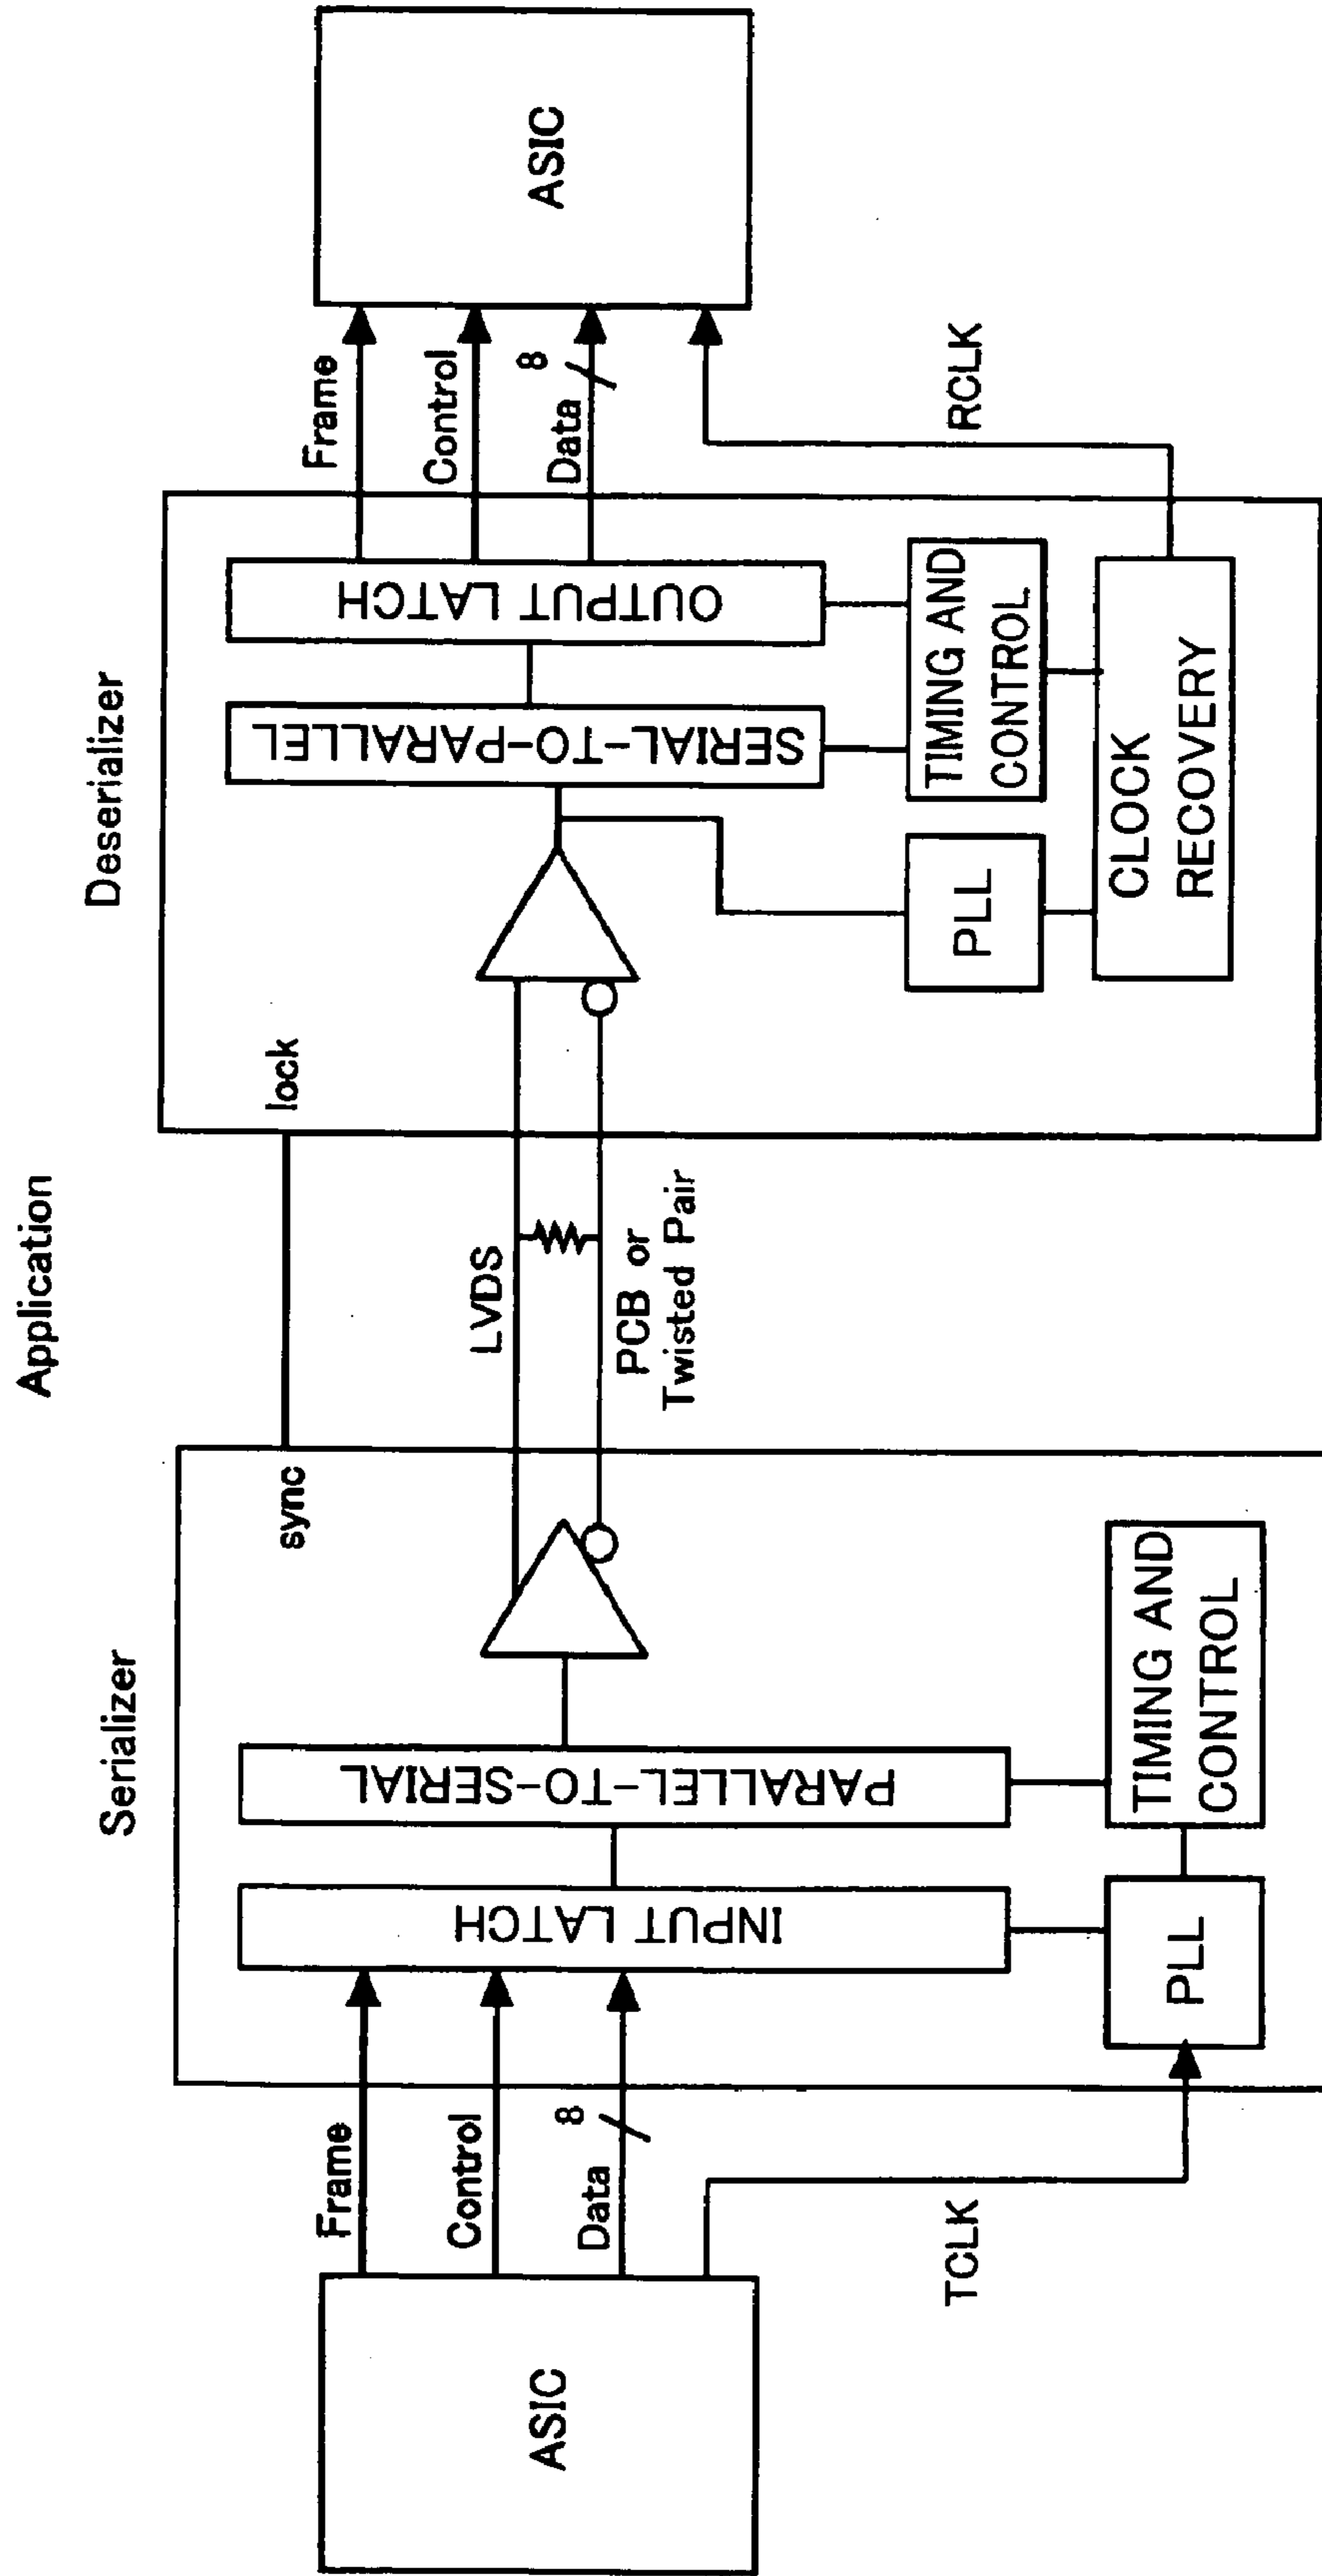 Application
Serializer
Deserializer
ASIC
Frame
Control
Data
8
TCLK
INPUT LATCH
PARALLEL-TO-SERIAL
PLL
TIMING AND
CONTROL
sync
lock
LVDS
PCB or
Twisted Pair
SERIAL-TO-PARALLEL
OUTPUT LATCH
PLL
TIMING AND
CONTROL
CLOCK
RECOVERY
Frame
Control
Data
8
RCLK
ASIC